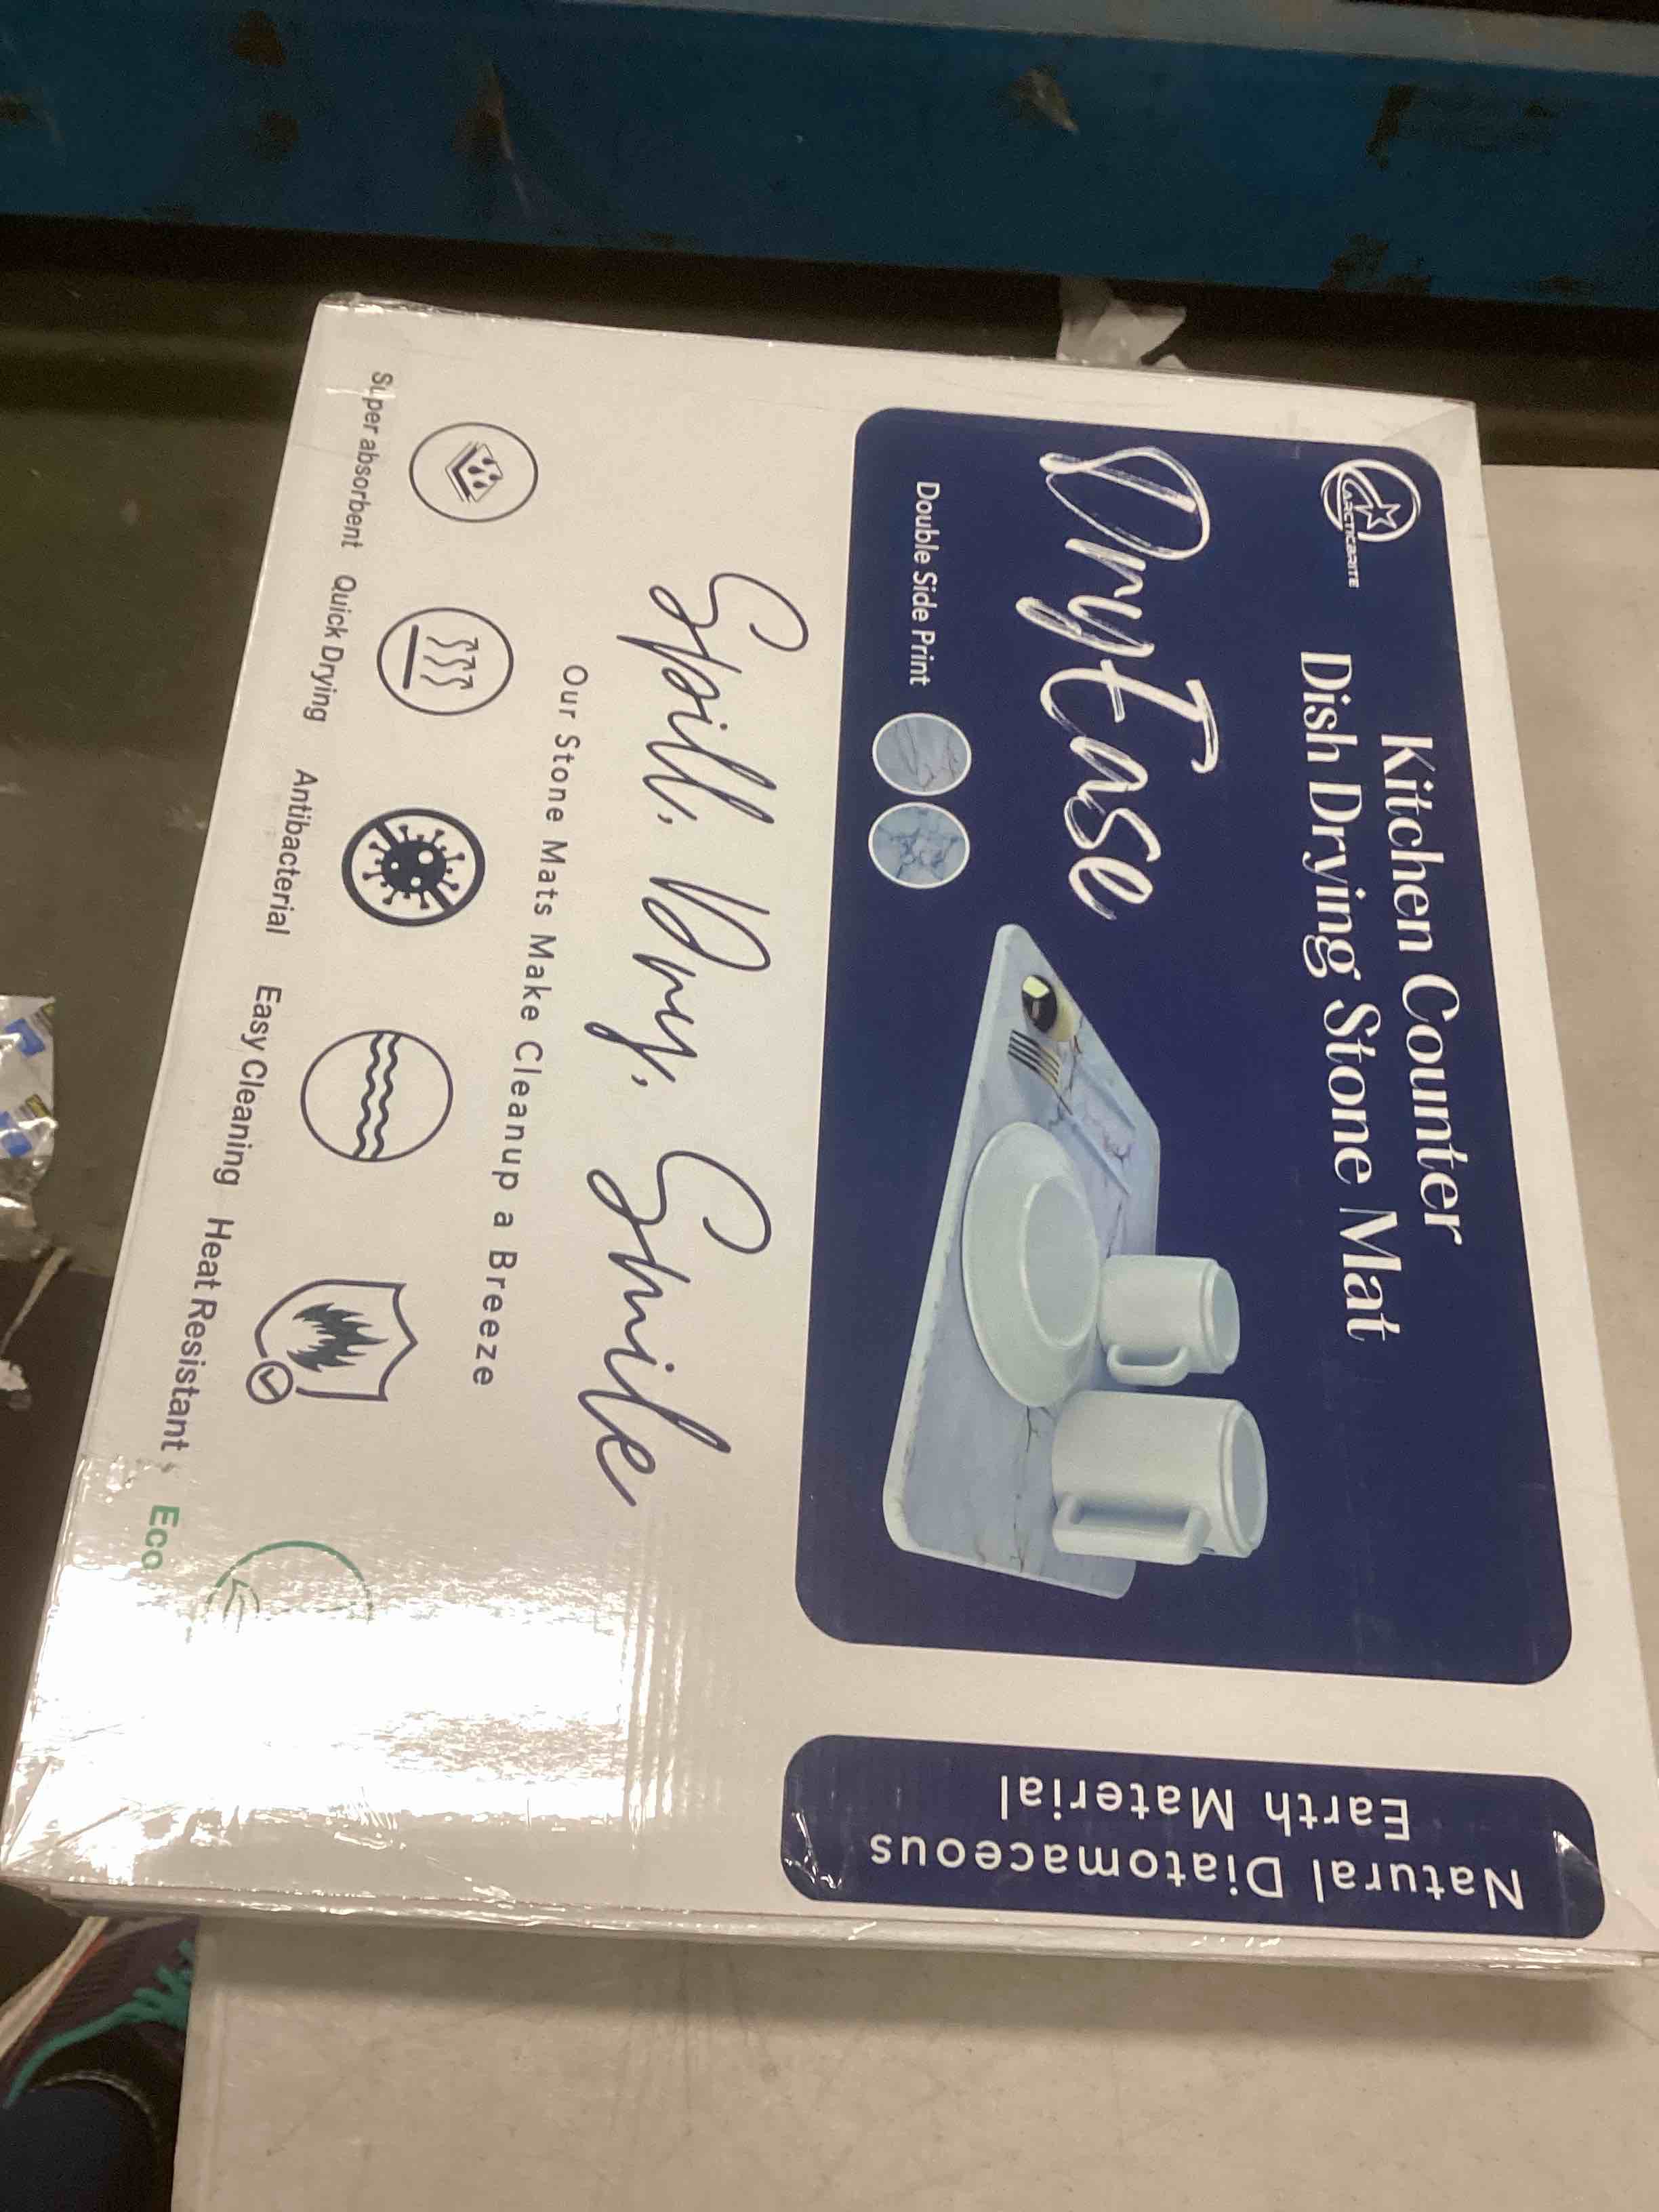 ARCTICBRITE
Kitchen Counter
Dish Drying Stone Mat
DryEase
Double Side Print
Spill, Dry, Smile
Our Stone Mats Make Cleanup a Breeze
Super absorbent
Quick Drying
Antibacterial
Easy Cleaning
Heat Resistant
Eco
Natural Diatomaceous
Earth Material